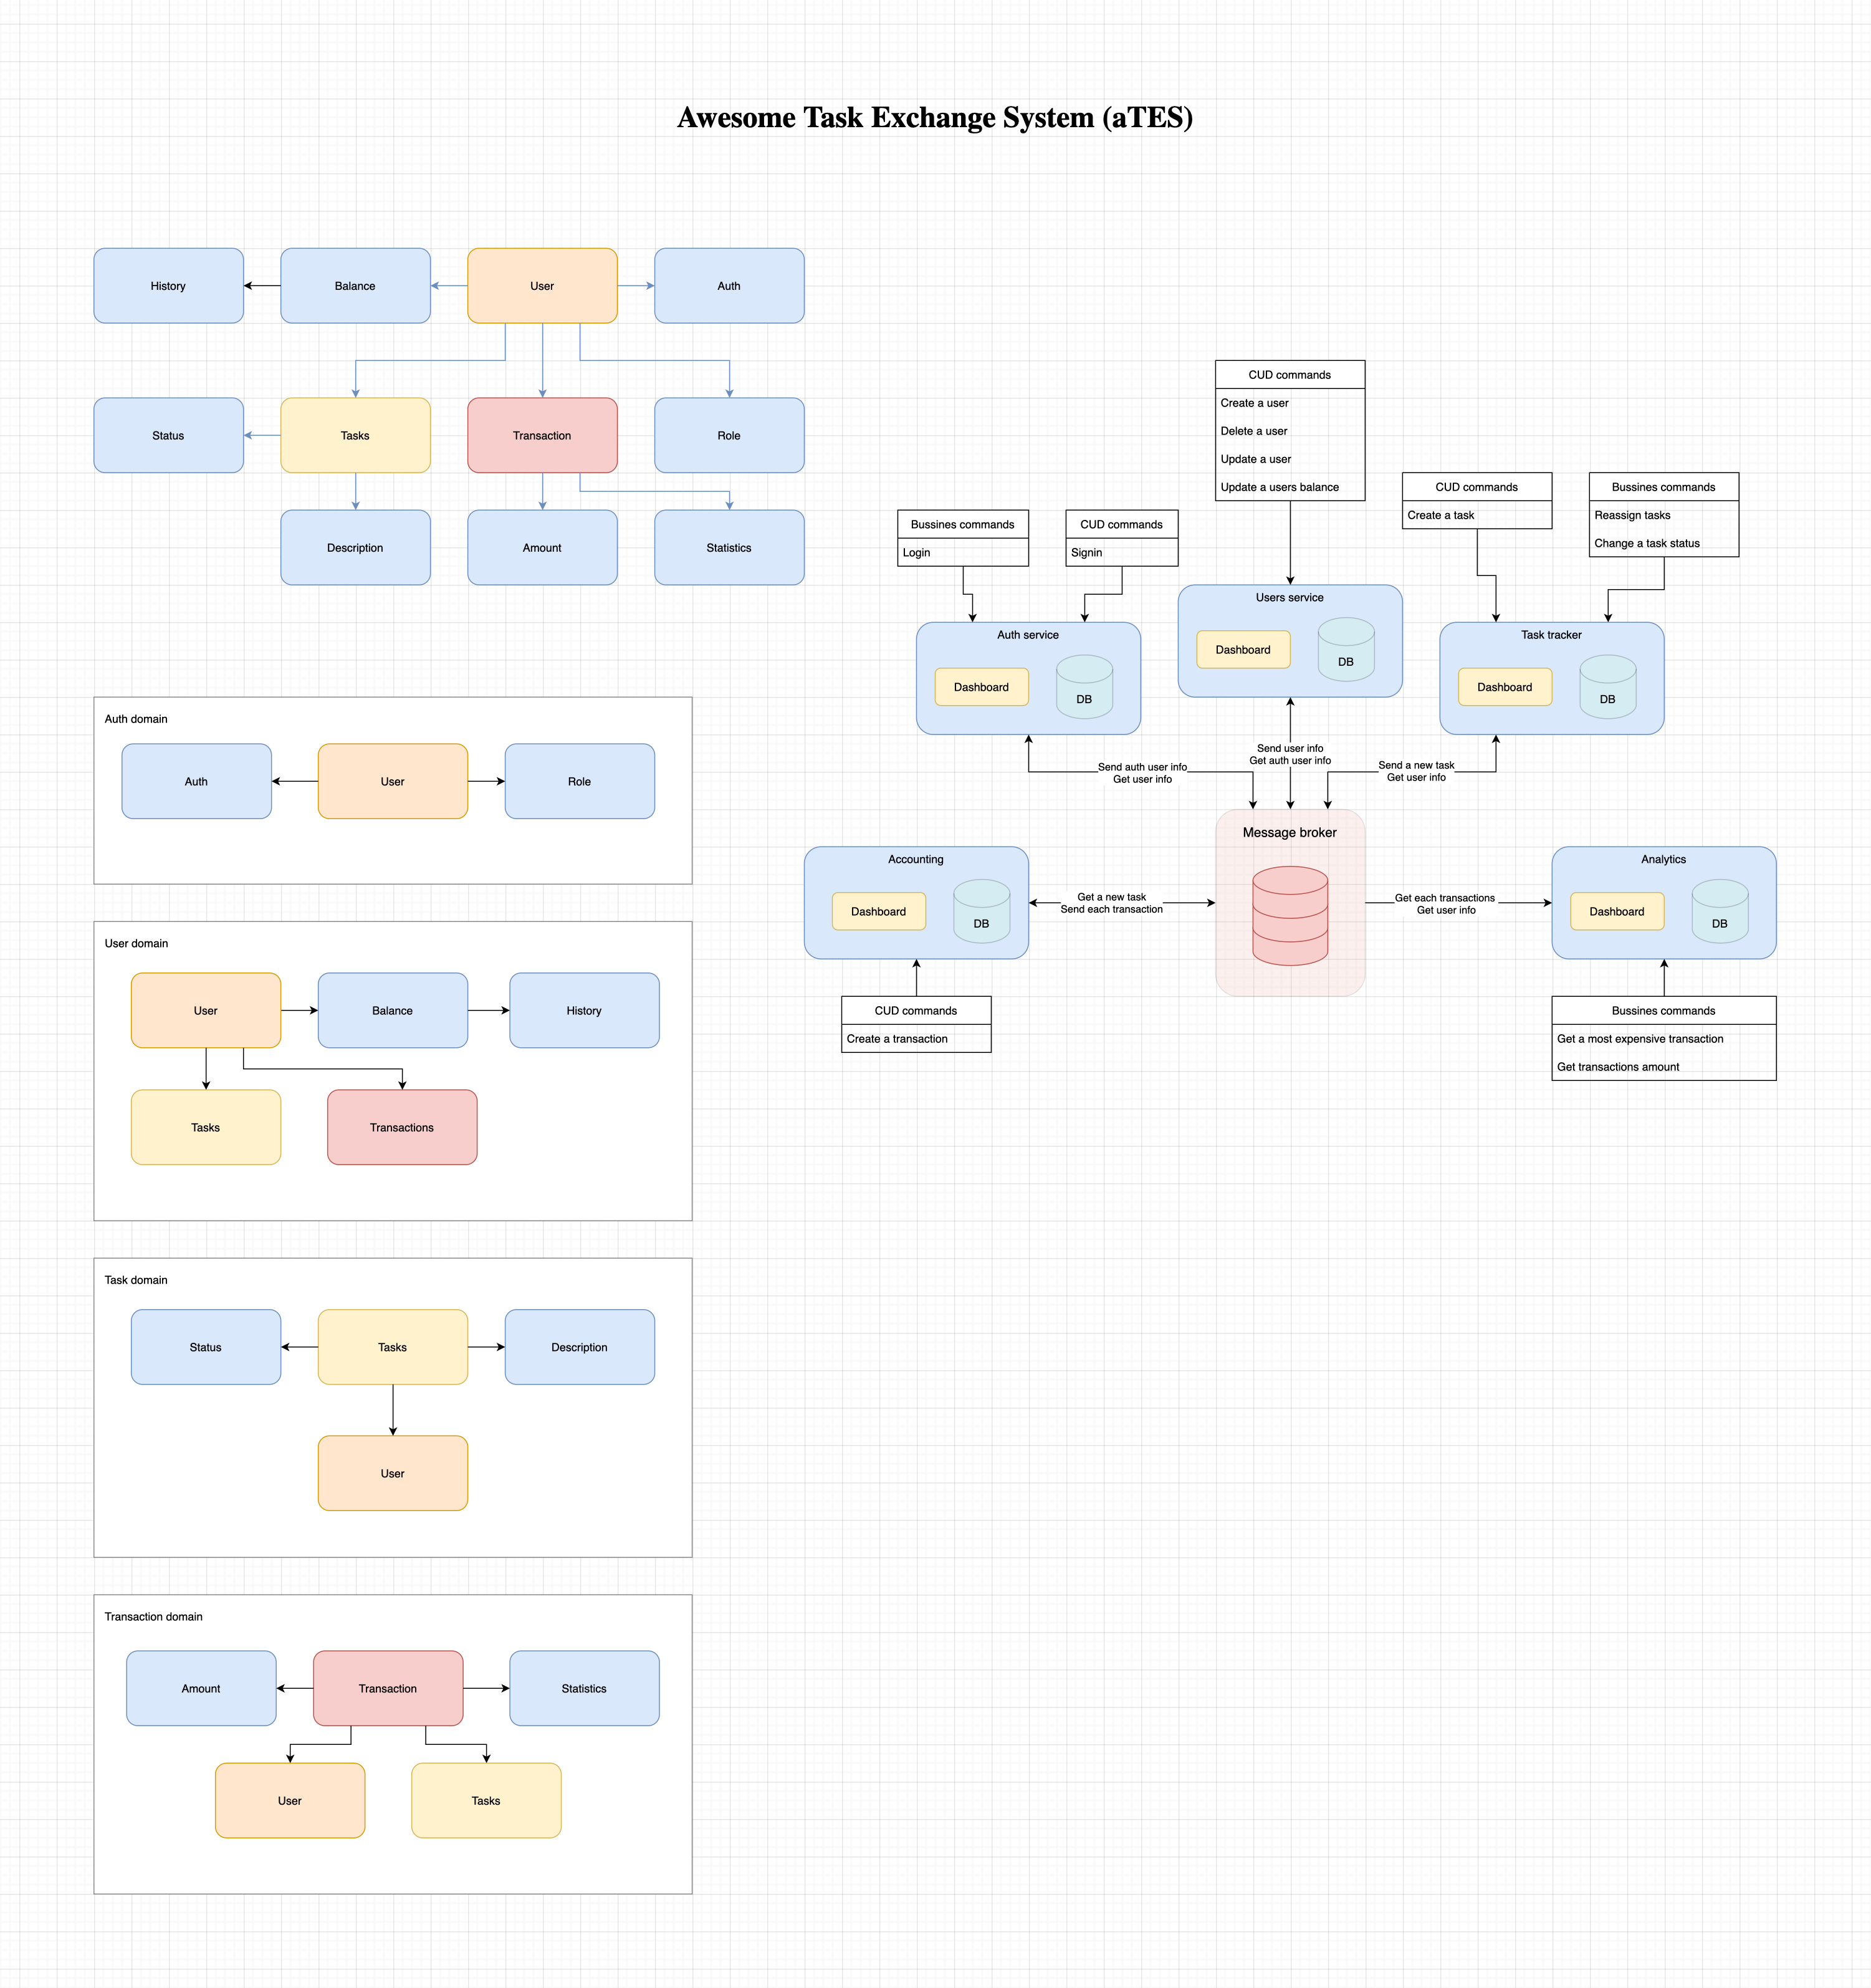 Awesome Task Exchange System (aTES)
History
Balance
User
Auth
Status
Tasks
Transaction
Role
Description
Amount
Statistics
Auth domain
Auth
User
Role
User domain
User
Balance
History
Tasks
Transactions
Task domain
Status
Tasks
Description
User
Transaction domain
Amount
Transaction
Statistics
User
Tasks
CUD commands
Create a user
Delete a user
Update a user
Update a users balance
CUD commands
Create a task
Bussines commands
Reassign tasks
Change a task status
Bussines commands
Login
CUD commands
Signin
Users service
Dashboard
DB
Auth service
Dashboard
DB
Task tracker
Dashboard
DB
Send auth user info
Get user info
Send user info
Get auth user info
Send a new task
Get user info
Message broker
Accounting
Dashboard
DB
Get a new task
Send each transaction
Get each transactions
Get user info
Analytics
Dashboard
DB
CUD commands
Create a transaction
Bussines commands
Get a most expensive transaction
Get transactions amount